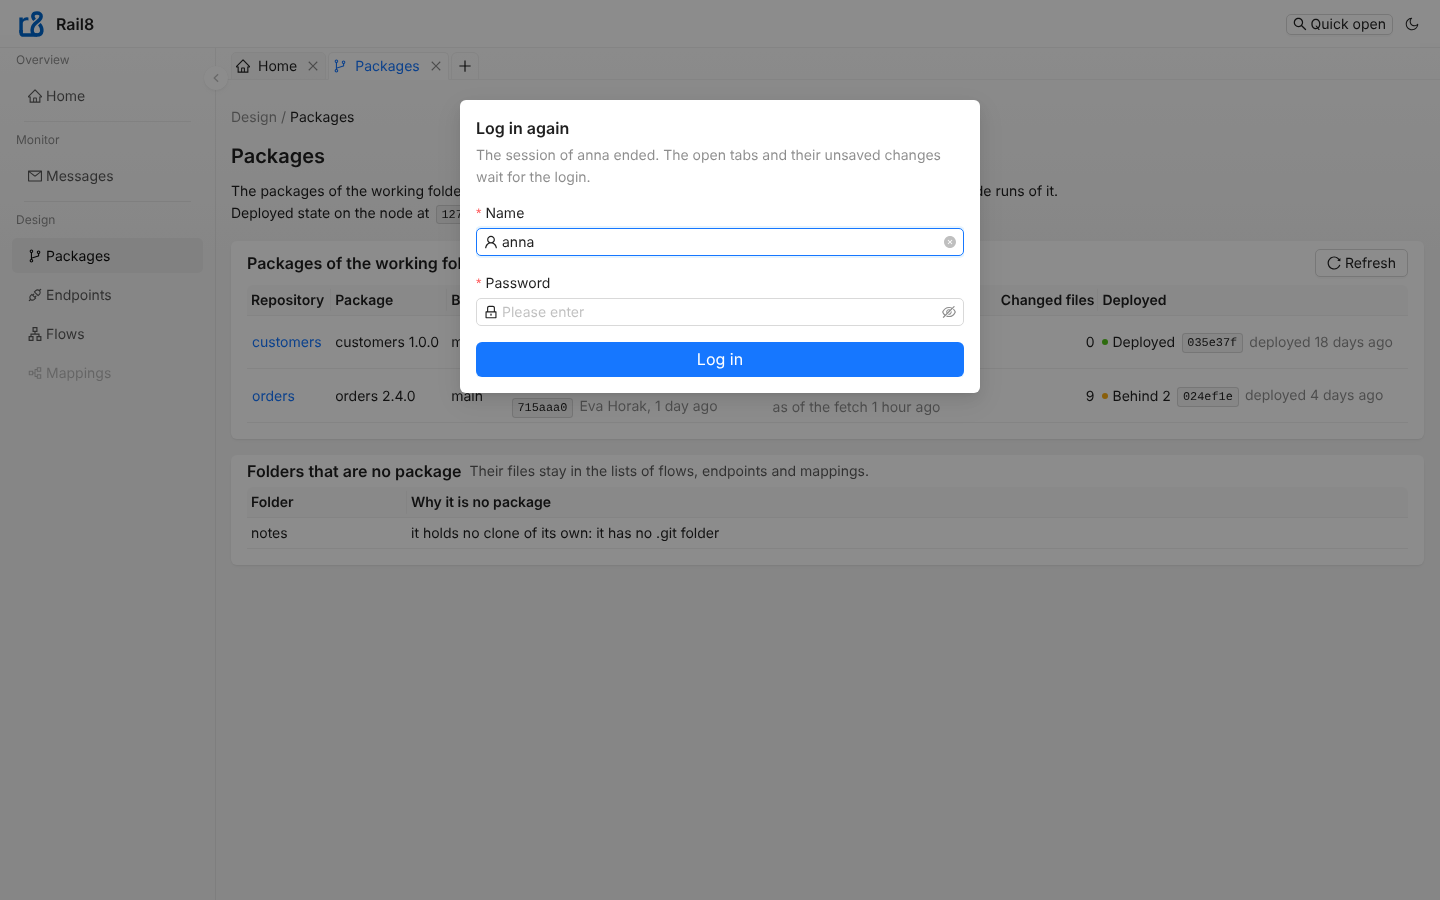 Rail8
Quick open
Overview
Home
Monitor
Messages
Design
Packages
Endpoints
Flows
Mappings
Home
Packages
Design / Packages
Packages
The packages of the working
de runs of it.
Deployed state on the node at
Log in again
The session of anna ended. The open tabs and their unsaved changes
wait for the login.
* Name
anna
* Password
Please enter
Log in
Packages of the working
Refresh
Repository Package Changed files Deployed
customers customers 1.0.0 0 Deployed 035e37f deployed 18 days ago
orders orders 2.4.0 main 9 Behind 2 024ef1e deployed 4 days ago
715aaa0 Eva Horak, 1 day ago as of the fetch 1 hour ago
Folders that are no package Their files stay in the lists of flows, endpoints and mappings.
Folder Why it is no package
notes it holds no clone of its own: it has no .git folder